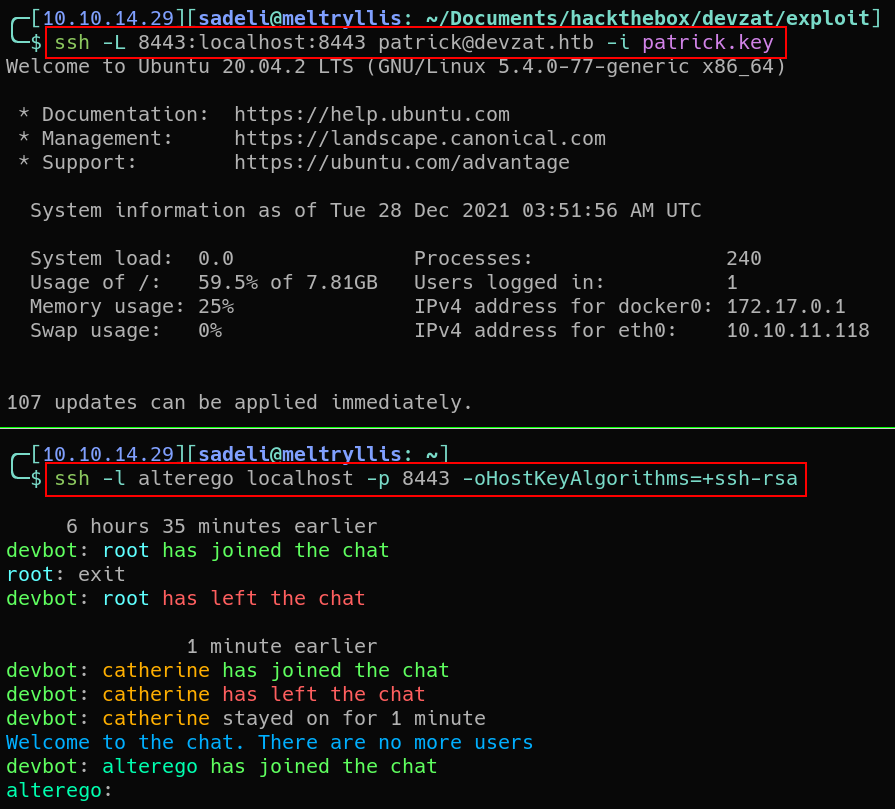 [10.10.14.29][sadeli@meltryllis: ~/Documents/hackthebox/devzat/exploit]
$ ssh -L 8443:localhost:8443 patrick@devzat.htb -i patrick.key
Welcome to Ubuntu 20.04.2 LTS (GNU/Linux 5.4.0-77-generic x86_64)
* Documentation:  https://help.ubuntu.com
* Management:     https://landscape.canonical.com
* Support:        https://ubuntu.com/advantage
System information as of Tue 28 Dec 2021 03:51:56 AM UTC
System load:  0.0               Processes:                240
Usage of /:   59.5% of 7.81GB   Users logged in:          1
Memory usage: 25%               IPv4 address for docker0: 172.17.0.1
Swap usage:   0%                IPv4 address for eth0:    10.10.11.118
107 updates can be applied immediately.
[10.10.14.29][sadeli@meltryllis: ~]
$ ssh -l alterego localhost -p 8443 -oHostKeyAlgorithms=+ssh-rsa
6 hours 35 minutes earlier
devbot: root has joined the chat
root: exit
devbot: root has left the chat
1 minute earlier
devbot: catherine has joined the chat
devbot: catherine has left the chat
devbot: catherine stayed on for 1 minute
Welcome to the chat. There are no more users
devbot: alterego has joined the chat
alterego: